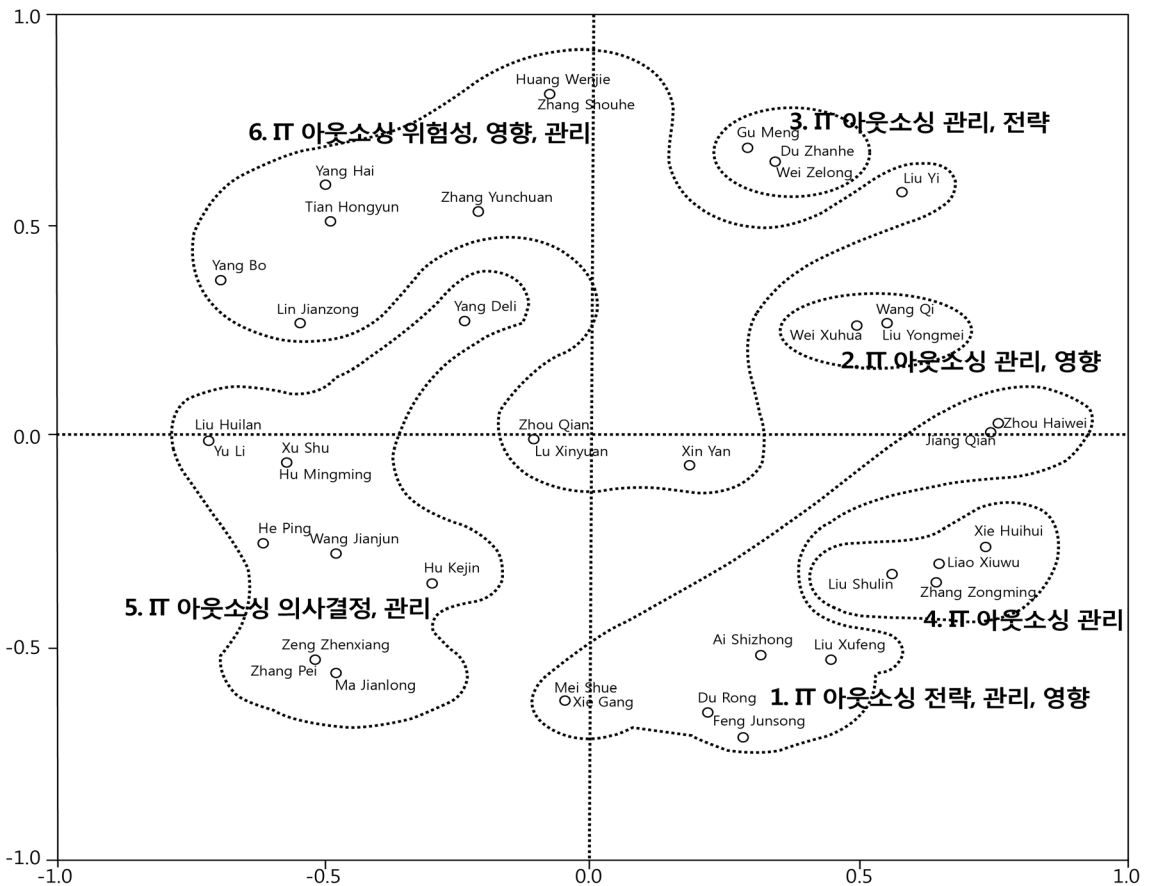 1.0
Huang Wenjie
Zhang Shouhe
6. IT 아웃소싱 위험성, 영향, 관리
3. IT 아웃소싱 관리, 전략
Gu Meng
Du Zhanhe
Wei Zelong
Yang Hai
Liu Yi
Tian Hongyun
Zhang Yunchuan
0.5
Yang Bo
Lin Jianzong
Yang Deli
Wang Qi
Wei Xuhua
Liu Yongmei
2. IT 아웃소싱 관리, 영향
Liu Huilan
Zhou Qian
Zhou Haiwei
0.0
Jiang Qian
Yu Li
Xu Shu
Lu Xinyuan
Xin Yan
Hu Mingming
He Ping
Wang Jianjun
Xie Huihui
Hu Kejin
Liao Xiuwu
Liu Shulin
Zhang Zongming
5. IT 아웃소싱 의사결정, 관리
4. IT 아웃소싱 관리
-0.5
Zeng Zhenxiang
Ai Shizhong
Liu Xufeng
Zhang Pei
Ma Jianlong
Mei Shue
Xie Gang
Du Rong
1. IT 아웃소싱 전략, 관리, 영향
Feng Junsong
-1.0
-1.0
-0.5
0.0
0.5
1.0